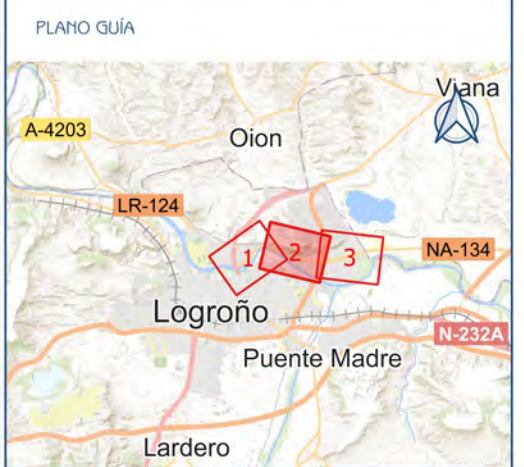 PLANO GUÍA
Viana
A-4203
Oion
LR-124
1
2
3
NA-134
Logroño
N-232A
Puente Madre
Lardero